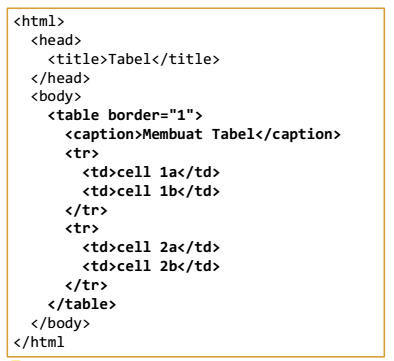 <html>
  <head>
    <title>Tabel</title>
  </head>
  <body>
    <table border="1">
      <caption>Membuat Tabel</caption>
      <tr>
        <td>cell 1a</td>
        <td>cell 1b</td>
      </tr>
      <tr>
        <td>cell 2a</td>
        <td>cell 2b</td>
      </tr>
    </table>
  </body>
</html